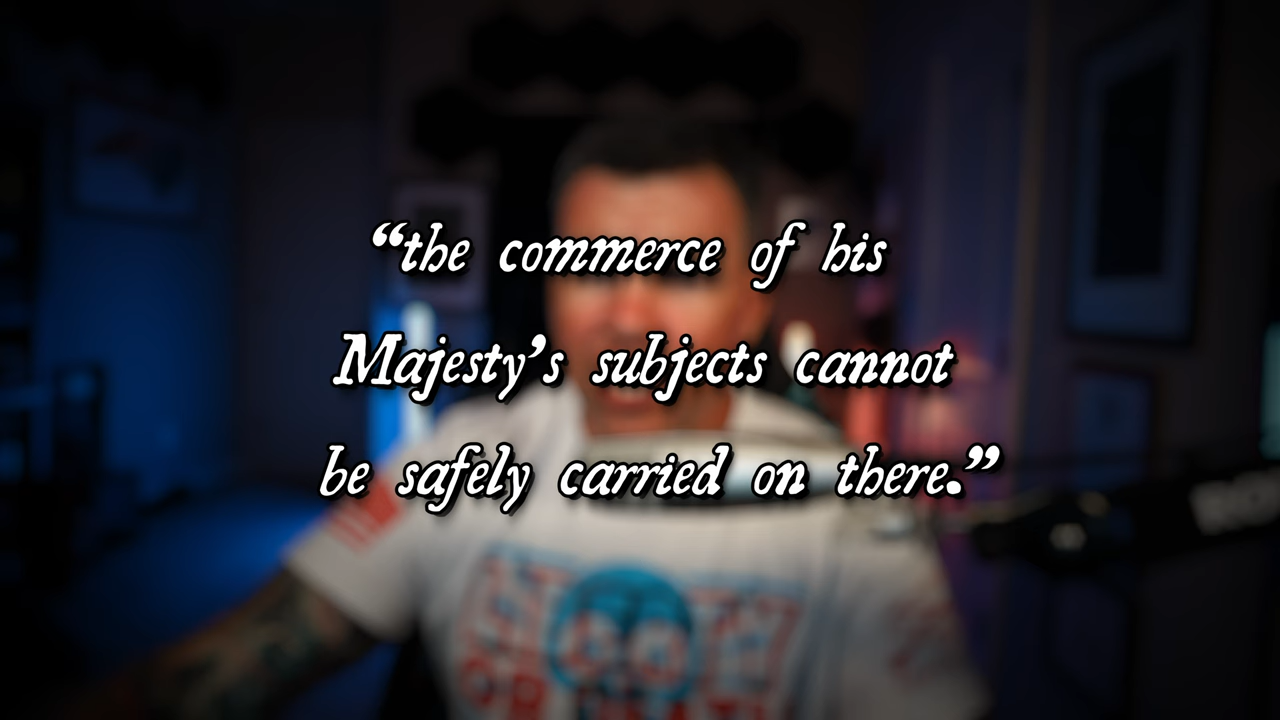 “the commerce of his
Majesty’s subjects cannot
be safely carried on there.”